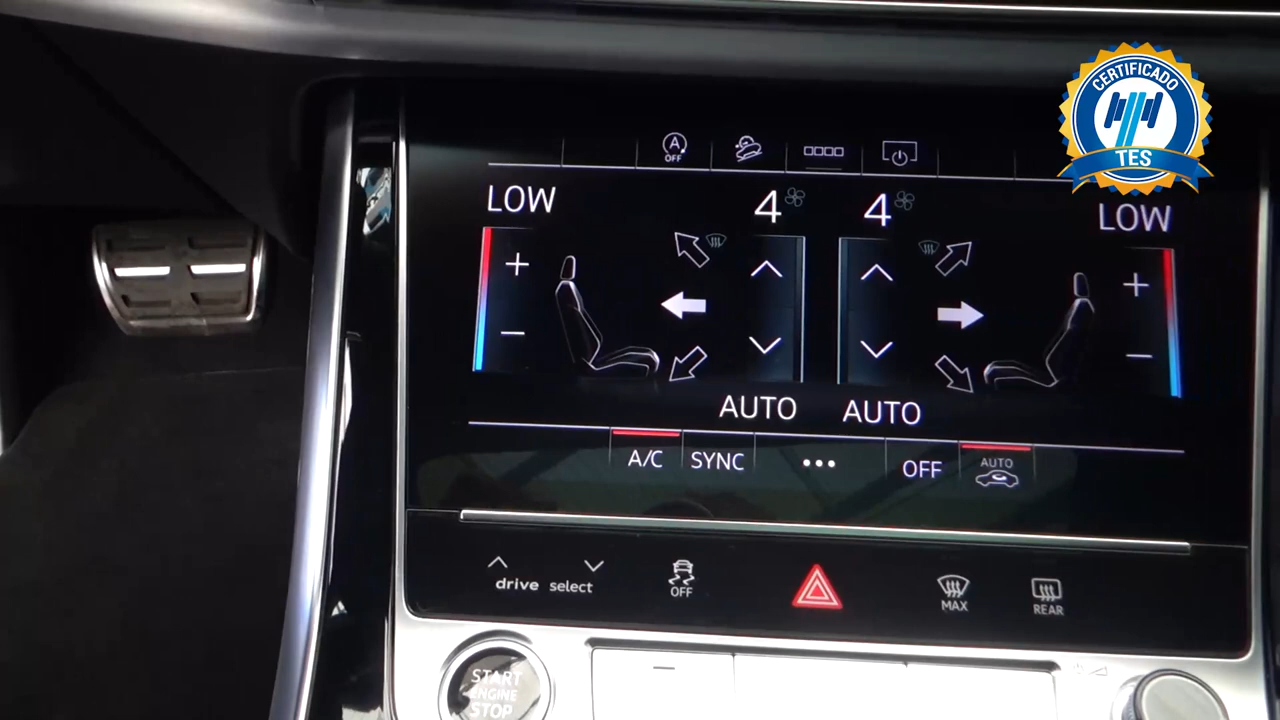 CERTIFICADO
TES
A
OFF
LOW
4
4
LOW
AUTO
AUTO
A/C
SYNC
OFF
AUTO
drive select
OFF
MAX
REAR
START
ENGINE
STOP